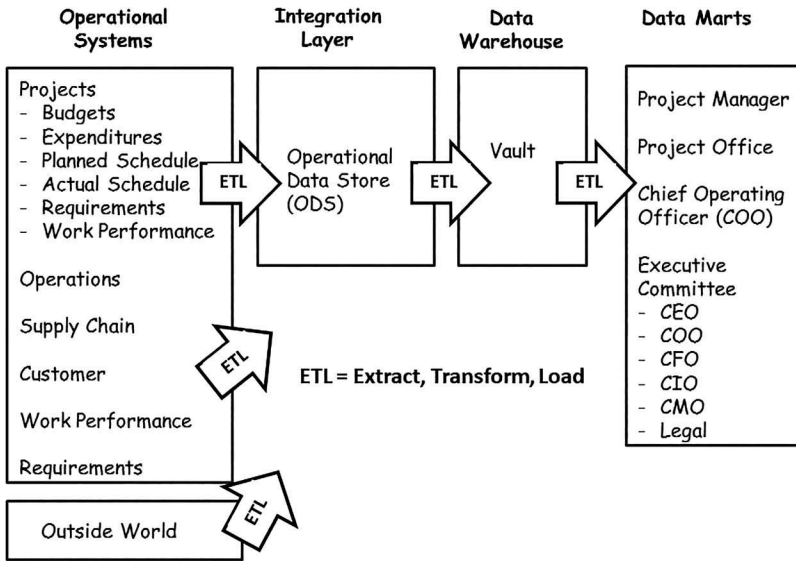 Operational
Systems
Integration
Layer
Data
Warehouse
Data Marts
Projects
- Budgets
- Expenditures
- Planned Schedule
- Actual Schedule
- Requirements
- Work Performance
Operations
Supply Chain
Customer
Work Performance
Requirements
Outside World
ETL
ETL
ETL
Operational
Data Store
(ODS)
ETL
Vault
ETL
Project Manager
Project Office
Chief Operating
Officer (COO)
Executive
Committee
- CEO
- COO
- CFO
- CIO
- CMO
- Legal
ETL = Extract, Transform, Load